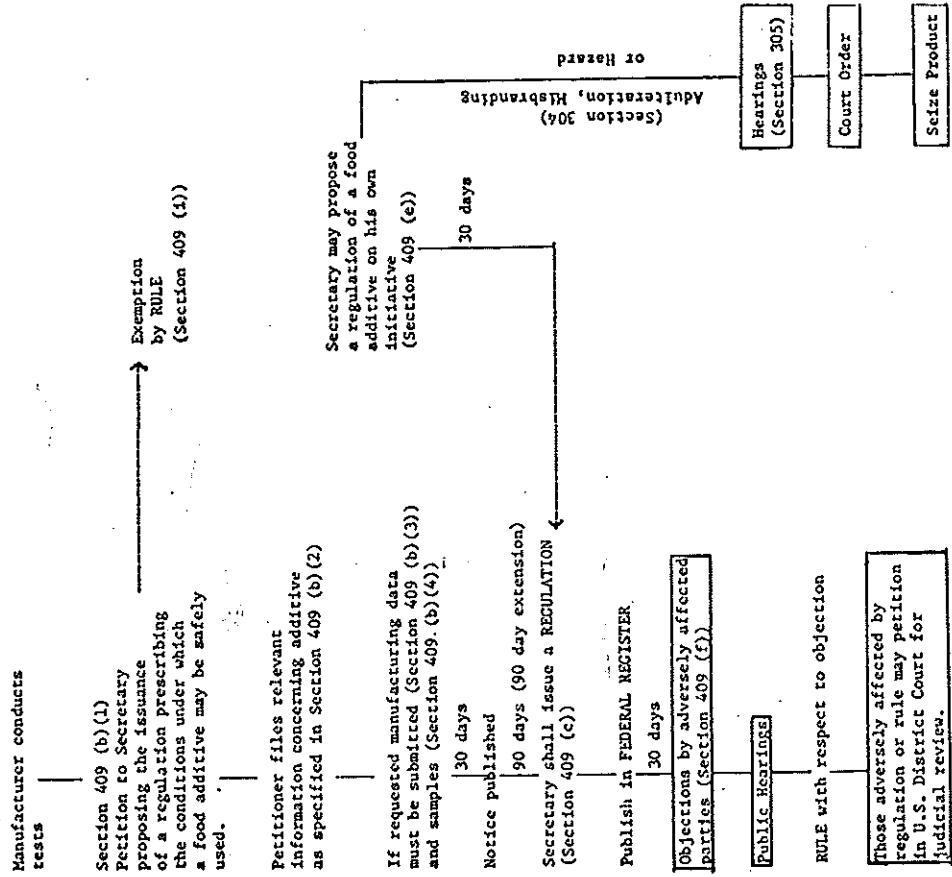 Manufacturer conducts
tests
Section 409 (b)(1)
Petition to Secretary
proposing the issuance
of a regulation prescribing
the conditions under which
a food additive may be safely
used.
Exemption
by RULE
(Section 409 (i))
Petitioner files relevant
information concerning additive
as specified in Section 409 (b)(2)
If requested manufacturing data
must be submitted (Section 409 (b)(3))
and samples (Section 409.(b)(4))
30 days
Notice published
90 days (90 day extension)
Secretary shall issue a REGULATION
(Section 409 (c))
Secretary may propose
a regulation of a food
additive on his own
initiative
(Section 409 (e))
30 days
Publish in FEDERAL REGISTER
30 days
Objections by adversely affected
parties (Section 409 (f))
Public Hearings
RULE with respect to objection
Those adversely affected by
regulation or rule may petition
in U.S. District Court for
judicial review.
(Section 304)
Adulteration, Misbranding
or Hazard
Hearings
(Section 305)
Court Order
Seize Product